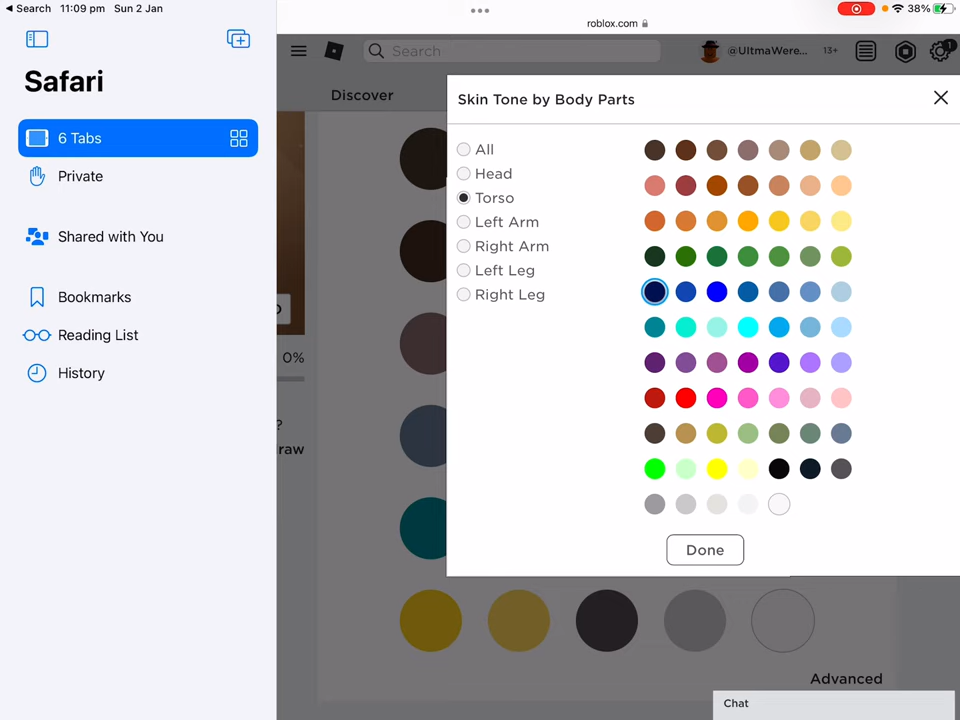 Search 11:09 pm Sun 2 Jan
38%
roblox.com
Safari
6 Tabs
Private
Shared with You
Bookmarks
Reading List
History
Search
@UltmaWere...
13+
1
Discover
0%
?
raw
Skin Tone by Body Parts
All
Head
Torso
Left Arm
Right Arm
Left Leg
Right Leg
Done
Advanced
Chat